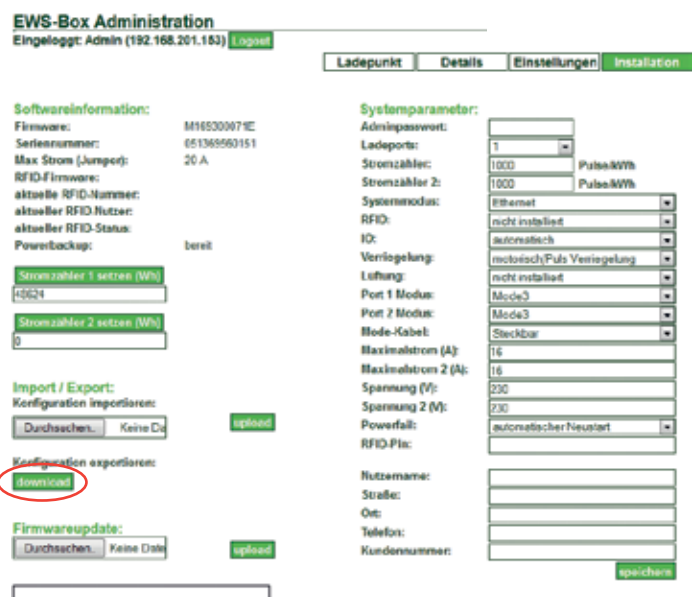 EWS-Box Administration
Eingeloggt: Admin (192.168.201.153) Logout
Ladepunkt Details Einstellungen Installation
Softwareinformation:
Firmware: M169300071E
Seriennummer: 051369560151
Max Strom (Jumper): 20 A
RFID-Firmware:
aktuelle RFID-Nummer:
aktueller RFID-Nutzer:
aktueller RFID-Status:
Powerbackup: bereit
Stromzähler 1 setzen (Wh)
48624
Stromzähler 2 setzen (Wh)
0
Import / Export:
Konfiguration importieren:
Durchsuchen.. Keine Da upload
Konfiguration exportieren:
download
Firmwareupdate:
Durchsuchen.. Keine Date upload
Systemparameter:
Adminpasswort:
Ladeports: 1
Stromzähler: 1000 Pulse/kWh
Stromzähler 2: 1000 Pulse/kWh
Systemmodus: Ethernet
RFID: nicht installiert
IO: automatisch
Verriegelung: motorisch/Puls Verriegelung
Lüftung: nicht installiert
Port 1 Modus: Mode3
Port 2 Modus: Mode3
Mode-Kabel: Steckbar
Maximalstrom (A): 16
Maximalstrom 2 (A): 16
Spannung (V): 230
Spannung 2 (V): 230
Powerfail: automatischer Neustart
RFID-Pin:
Nutzername:
Straße:
Ort:
Telefon:
Kundennummer:
speichern